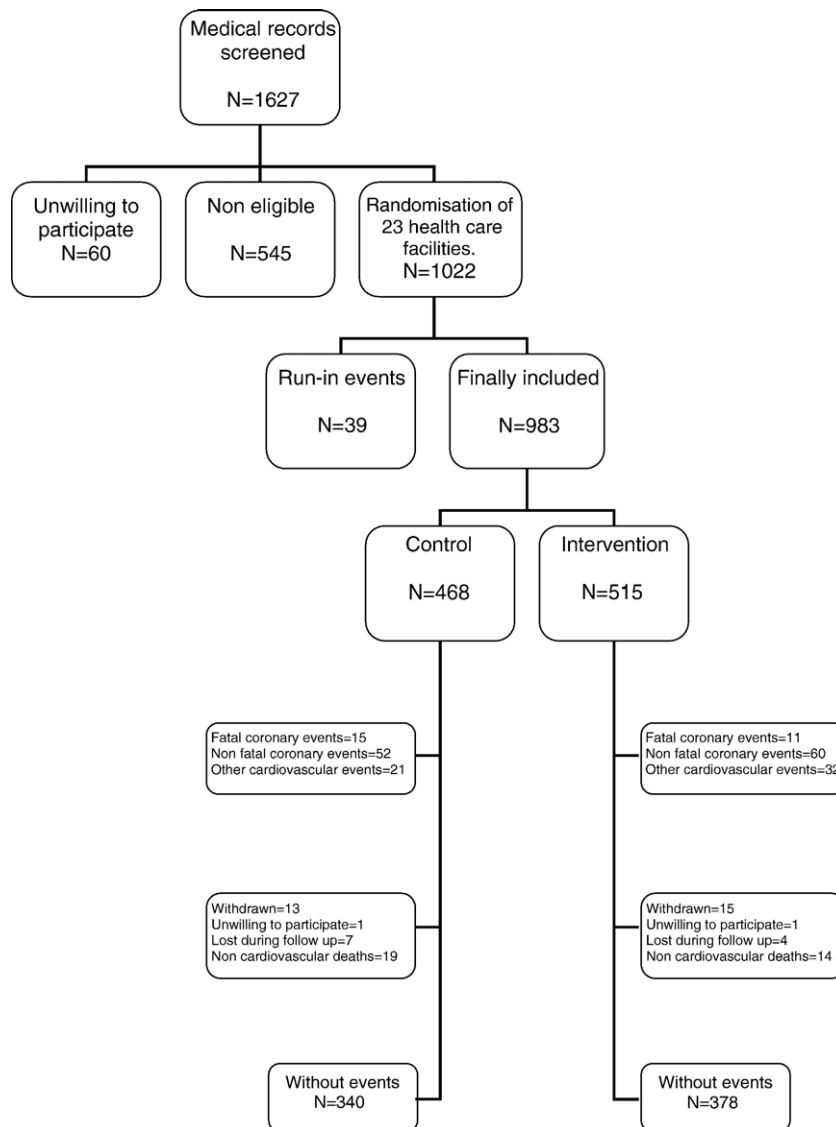 Medical records
screened
N=1627
Unwilling to
participate
N=60
Non eligible
N=545
Randomisation of
23 health care
facilities.
N=1022
Run-in events
N=39
Finally included
N=983
Control
N=468
Intervention
N=515
Fatal coronary events=15
Non fatal coronary events=52
Other cardiovascular events=21
Fatal coronary events=11
Non fatal coronary events=60
Other cardiovascular events=32
Withdrawn=13
Unwilling to participate=1
Lost during follow up=7
Non cardiovascular deaths=19
Withdrawn=15
Unwilling to participate=1
Lost during follow up=4
Non cardiovascular deaths=14
Without events
N=340
Without events
N=378